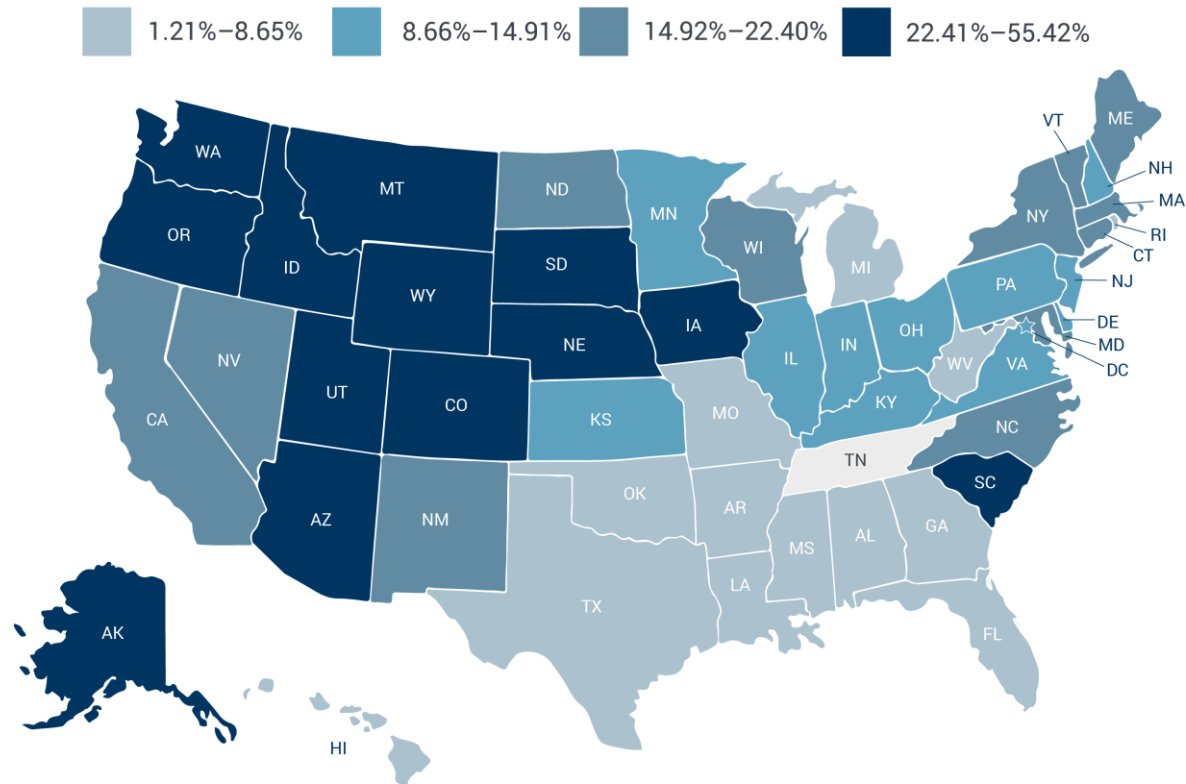 1.21%–8.65%
8.66%–14.91%
14.92%–22.40%
22.41%–55.42%
WA
MT
ND
MN
VT
ME
NH
MA
RI
CT
NY
OR
ID
SD
WI
MI
WY
PA
NJ
IA
NE
OH
DE
MD
DC
IL
IN
WV
VA
NV
UT
CO
CA
KS
MO
KY
NC
TN
SC
AZ
NM
OK
AR
MS
AL
GA
LA
TX
FL
AK
HI